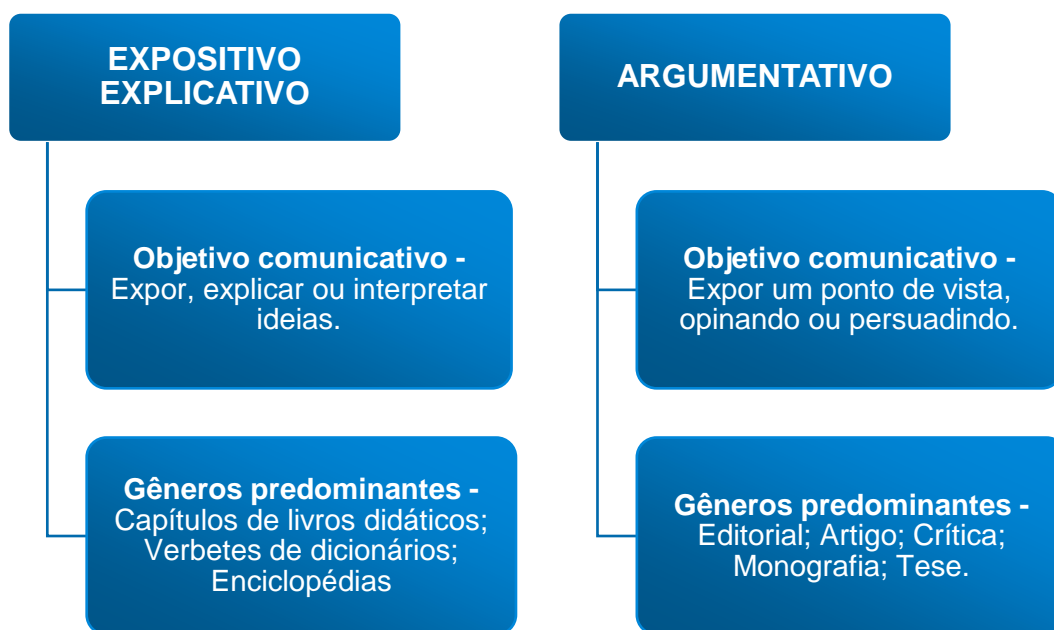 EXPOSITIVO
EXPLICATIVO
Objetivo comunicativo -
Expor, explicar ou interpretar
ideias.
Gêneros predominantes -
Capítulos de livros didáticos;
Verbetes de dicionários;
Enciclopédias
ARGUMENTATIVO
Objetivo comunicativo -
Expor um ponto de vista,
opinando ou persuadindo.
Gêneros predominantes -
Editorial; Artigo; Crítica;
Monografia; Tese.